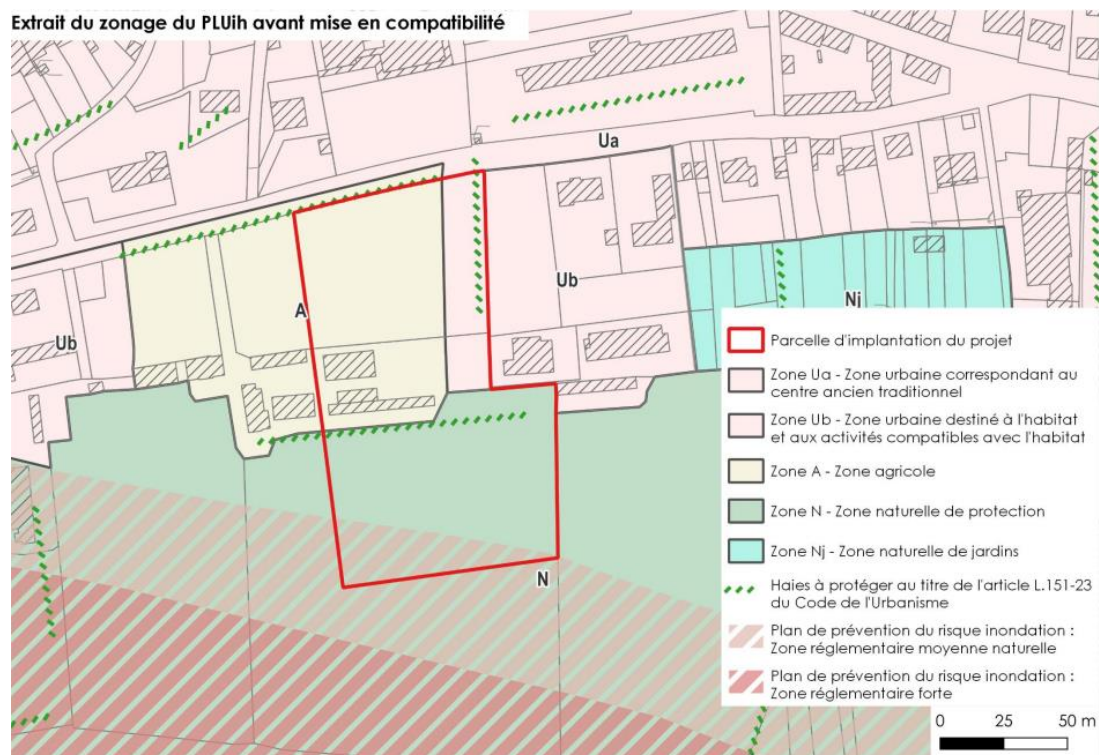 Extrait du zonage du PLUih avant mise en compatibilité
Ua
A
Ub
Nj
Ub
N
Parcelle d'implantation du projet
Zone Ua - Zone urbaine correspondant au
centre ancien traditionnel
Zone Ub - Zone urbaine destiné à l'habitat
et aux activités compatibles avec l'habitat
Zone A - Zone agricole
Zone N - Zone naturelle de protection
Zone Nj - Zone naturelle de jardins
Haies à protéger au titre de l'article L.151-23
du Code de l'Urbanisme
Plan de prévention du risque inondation :
Zone réglementaire moyenne naturelle
Plan de prévention du risque inondation :
Zone réglementaire forte
0 25 50 m